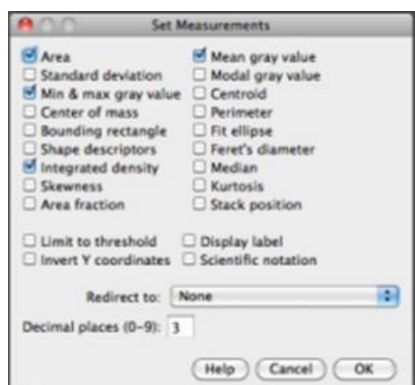 Set Measurements
Area
Mean gray value
Standard deviation
Modal gray value
Min & max gray value
Centroid
Center of mass
Perimeter
Bounding rectangle
Fit ellipse
Shape descriptors
Feret's diameter
Integrated density
Median
Skewness
Kurtosis
Area fraction
Stack position
Limit to threshold
Display label
Invert Y coordinates
Scientific notation
Redirect to: None
Decimal places (0-9): 3
Help Cancel OK